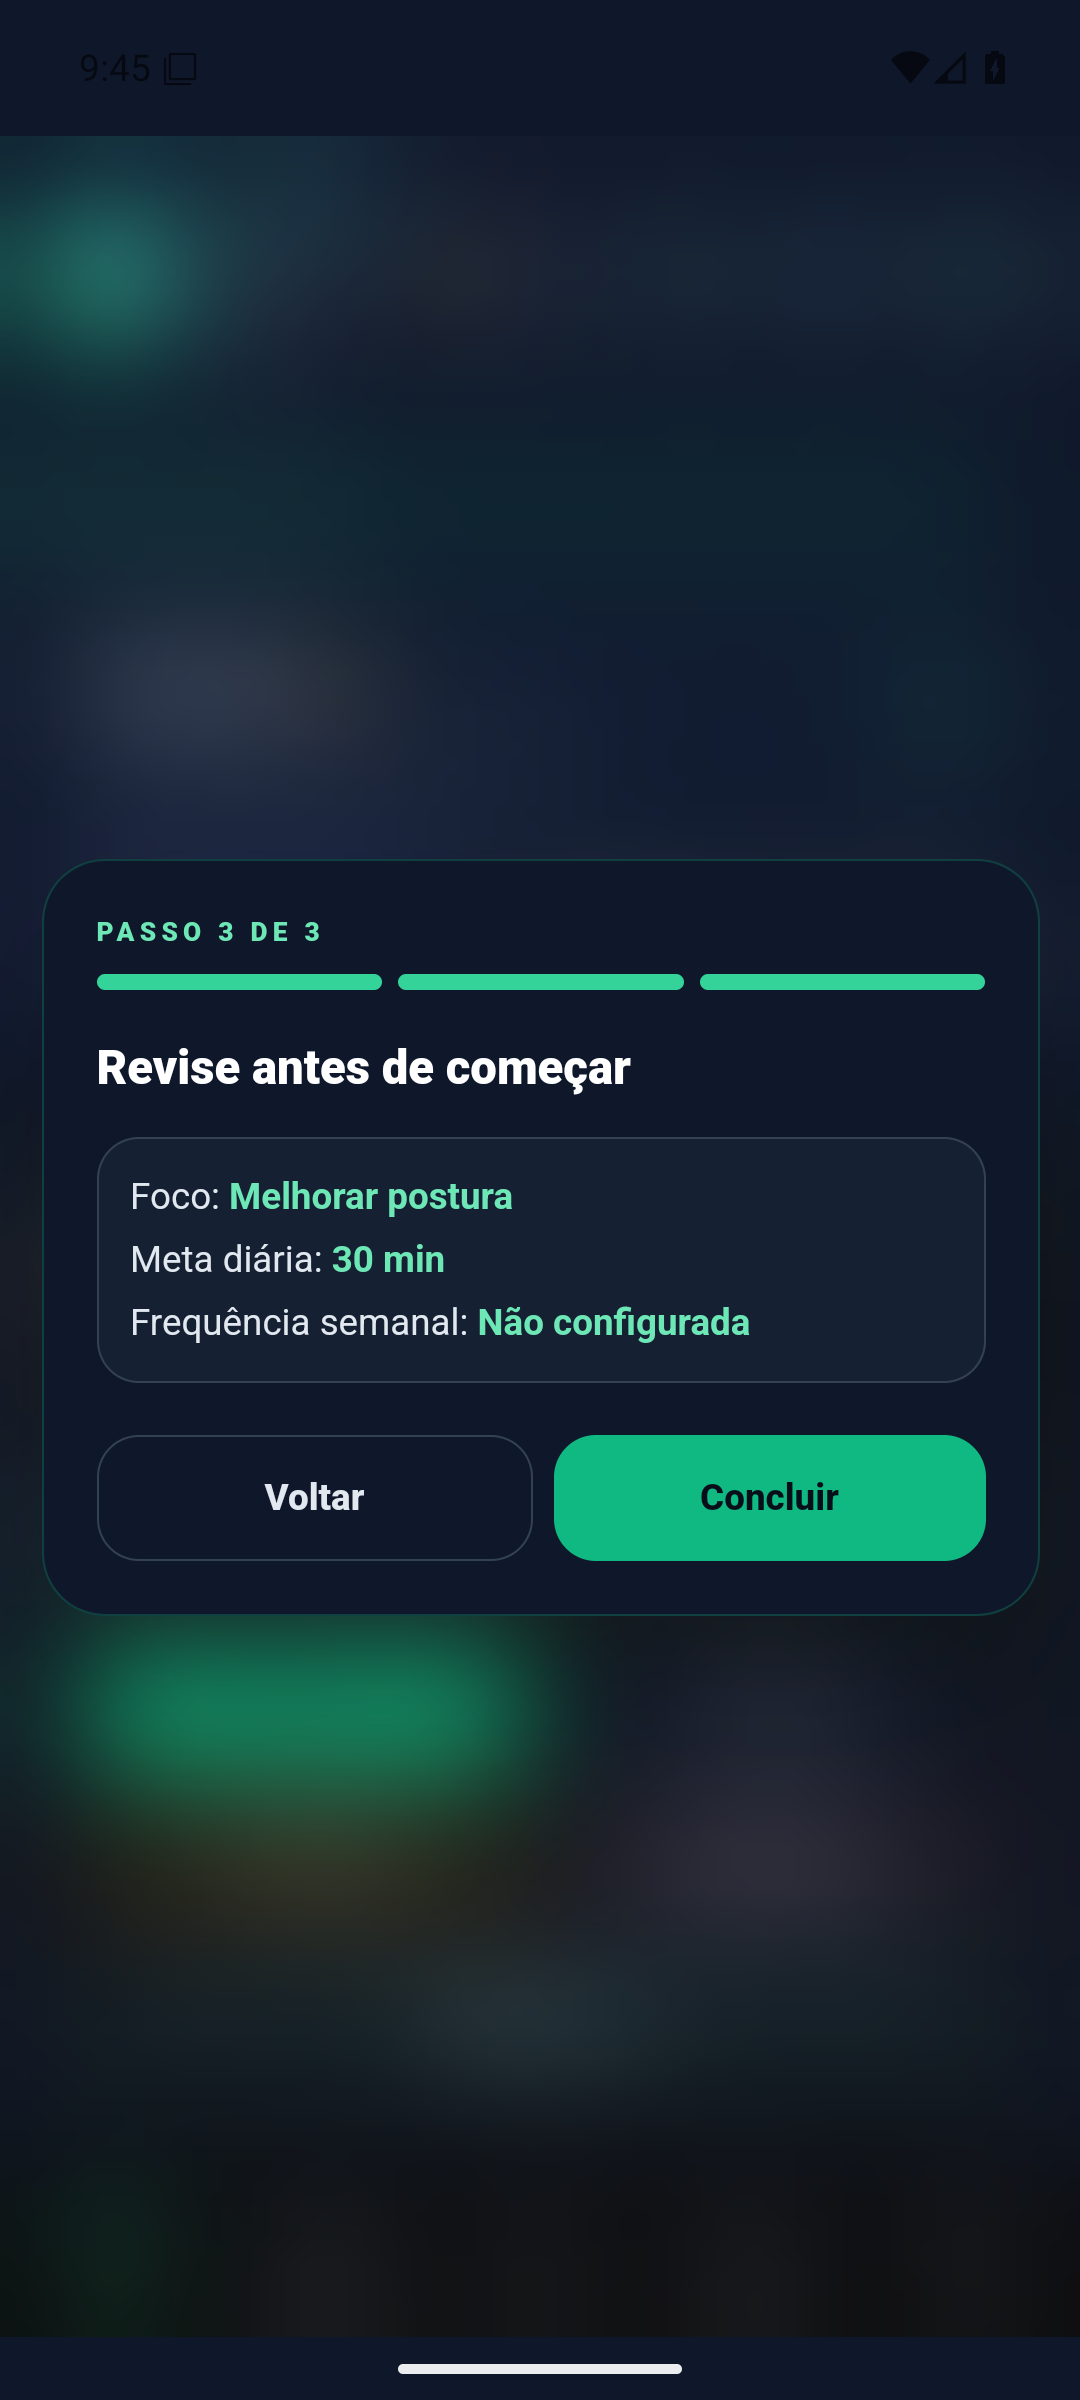 9:45
PASSO 3 DE 3
Revise antes de começar
Foco: Melhorar postura
Meta diária: 30 min
Frequência semanal: Não configurada
Voltar
Concluir